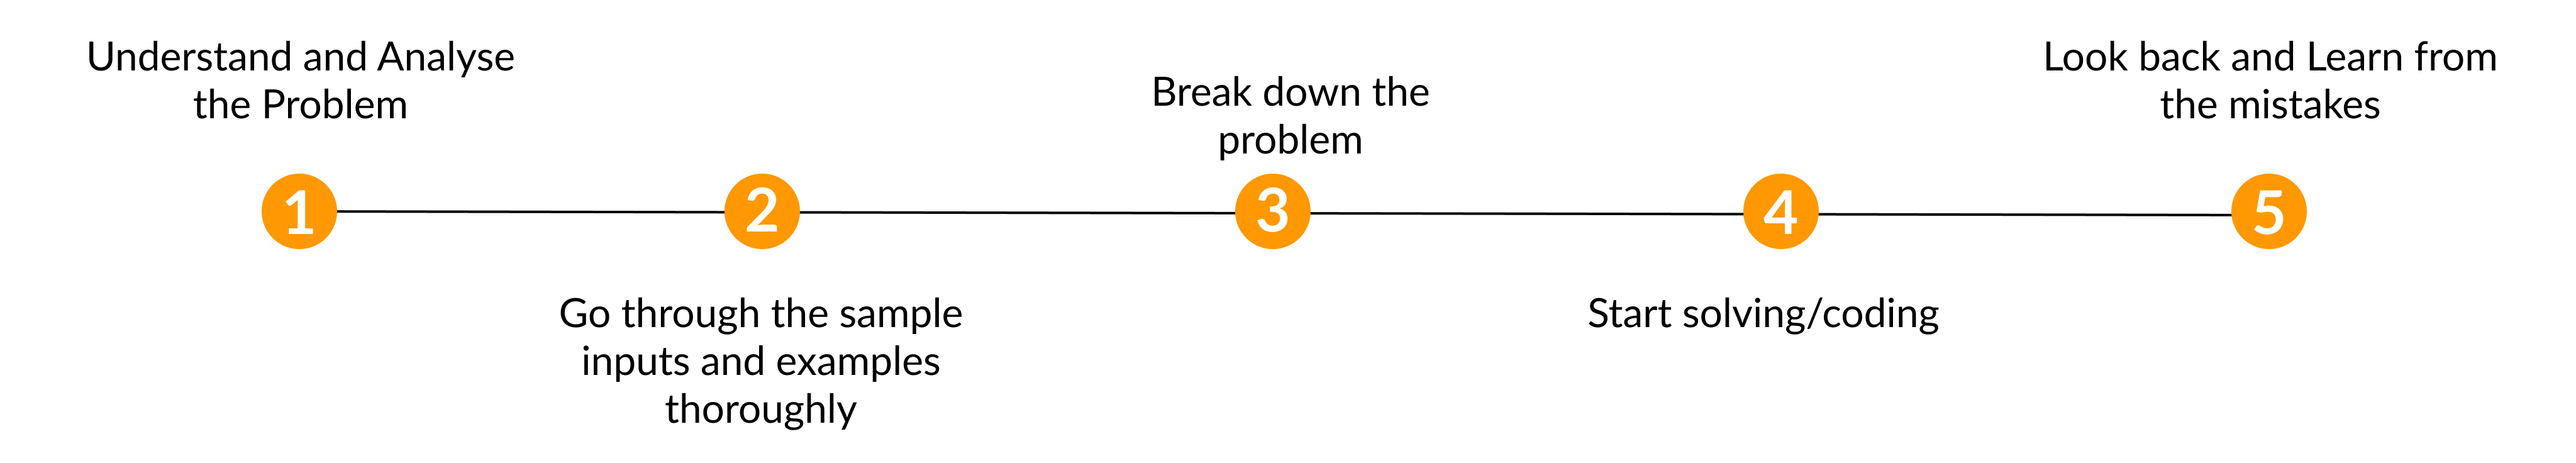 Understand and Analyse
the Problem
1
2
Go through the sample
inputs and examples
thoroughly
Break down the
problem
3
4
Start solving/coding
Look back and Learn from
the mistakes
5